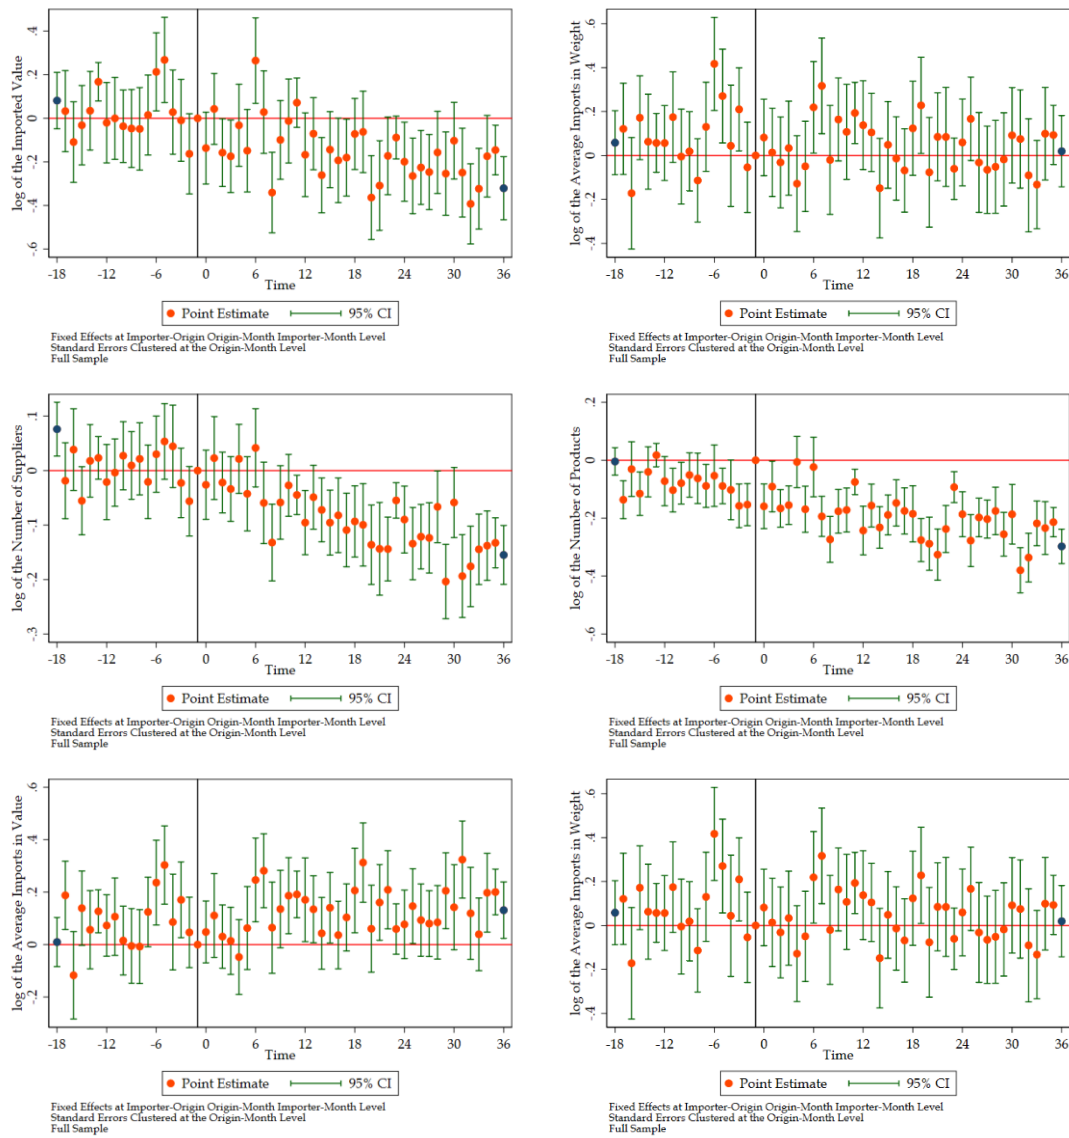 log of the Imported Value
.4
.2
0
-.2
-.4
-.6
-18 -12 -6 0 6 12 18 24 30 36
Time
Point Estimate 95% CI
Fixed Effects at Importer-Origin Origin-Month Importer-Month Level
Standard Errors Clustered at the Origin-Month Level
Full Sample
log of the Average Imports in Weight
.6
.4
.2
0
-.2
-.4
-18 -12 -6 0 6 12 18 24 30 36
Time
Point Estimate 95% CI
Fixed Effects at Importer-Origin Origin-Month Importer-Month Level
Standard Errors Clustered at the Origin-Month Level
Full Sample
log of the Number of Suppliers
.1
0
-.1
-.2
-.3
-18 -12 -6 0 6 12 18 24 30 36
Time
Point Estimate 95% CI
Fixed Effects at Importer-Origin Origin-Month Importer-Month Level
Standard Errors Clustered at the Origin-Month Level
Full Sample
log of the Number of Products
.2
0
-.2
-.4
-.6
-18 -12 -6 0 6 12 18 24 30 36
Time
Point Estimate 95% CI
Fixed Effects at Importer-Origin Origin-Month Importer-Month Level
Standard Errors Clustered at the Origin-Month Level
Full Sample
log of the Average Imports in Value
.6
.4
.2
0
-.2
-18 -12 -6 0 6 12 18 24 30 36
Time
Point Estimate 95% CI
Fixed Effects at Importer-Origin Origin-Month Importer-Month Level
Standard Errors Clustered at the Origin-Month Level
Full Sample
log of the Average Imports in Weight
.6
.4
.2
0
-.2
-.4
-18 -12 -6 0 6 12 18 24 30 36
Time
Point Estimate 95% CI
Fixed Effects at Importer-Origin Origin-Month Importer-Month Level
Standard Errors Clustered at the Origin-Month Level
Full Sample